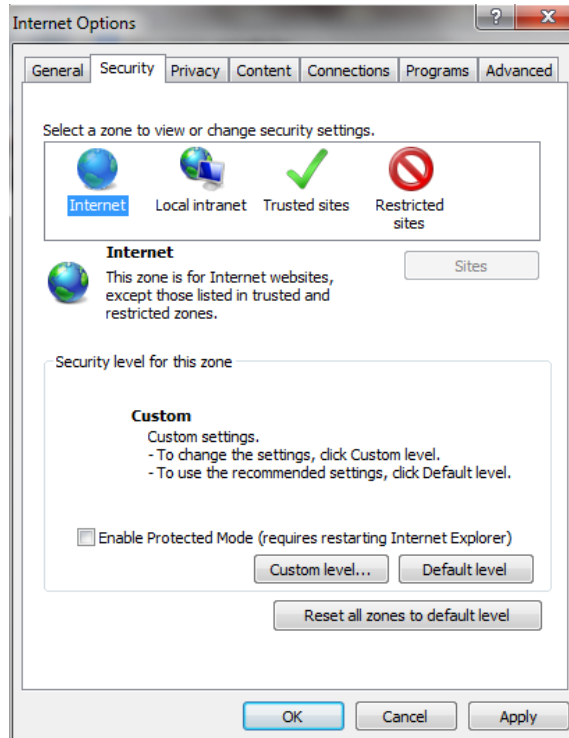 Internet Options
General Security Privacy Content Connections Programs Advanced
Select a zone to view or change security settings.
Internet Local intranet Trusted sites Restricted sites
Internet
This zone is for Internet websites,
except those listed in trusted and
restricted zones.
Sites
Security level for this zone
Custom
Custom settings.
- To change the settings, click Custom level.
- To use the recommended settings, click Default level.
Enable Protected Mode (requires restarting Internet Explorer)
Custom level... Default level
Reset all zones to default level
OK Cancel Apply